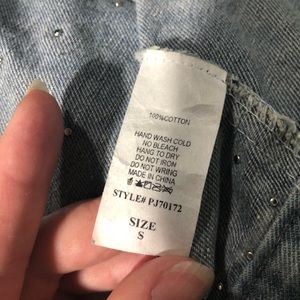 100%COTTON
HAND WASH COLD
NO BLEACH
HANG TO DRY
DO NOT IRON
DO NOT WRING
MADE IN CHINA
STYLE# PJ70172
SIZE
S